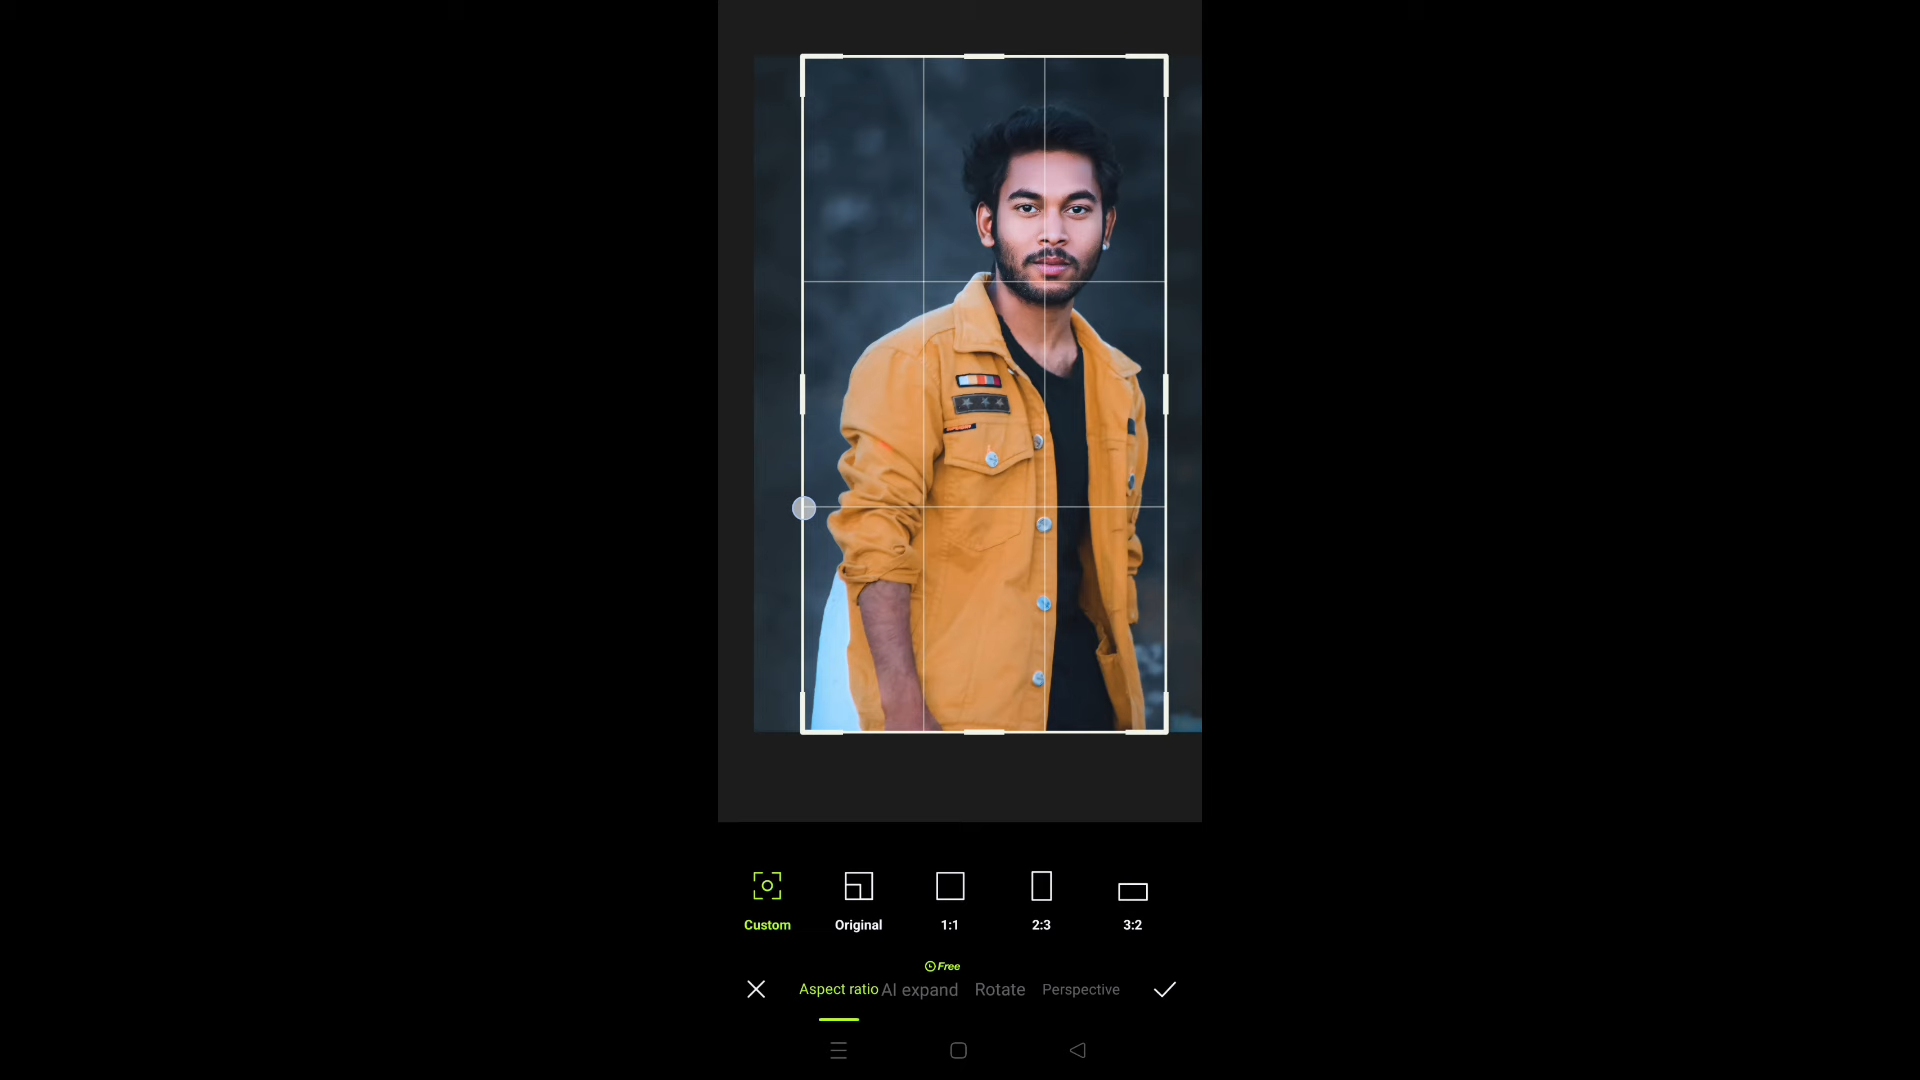 Custom Original 1:1 2:3 3:2
Free
Aspect ratio AI expand Rotate Perspective